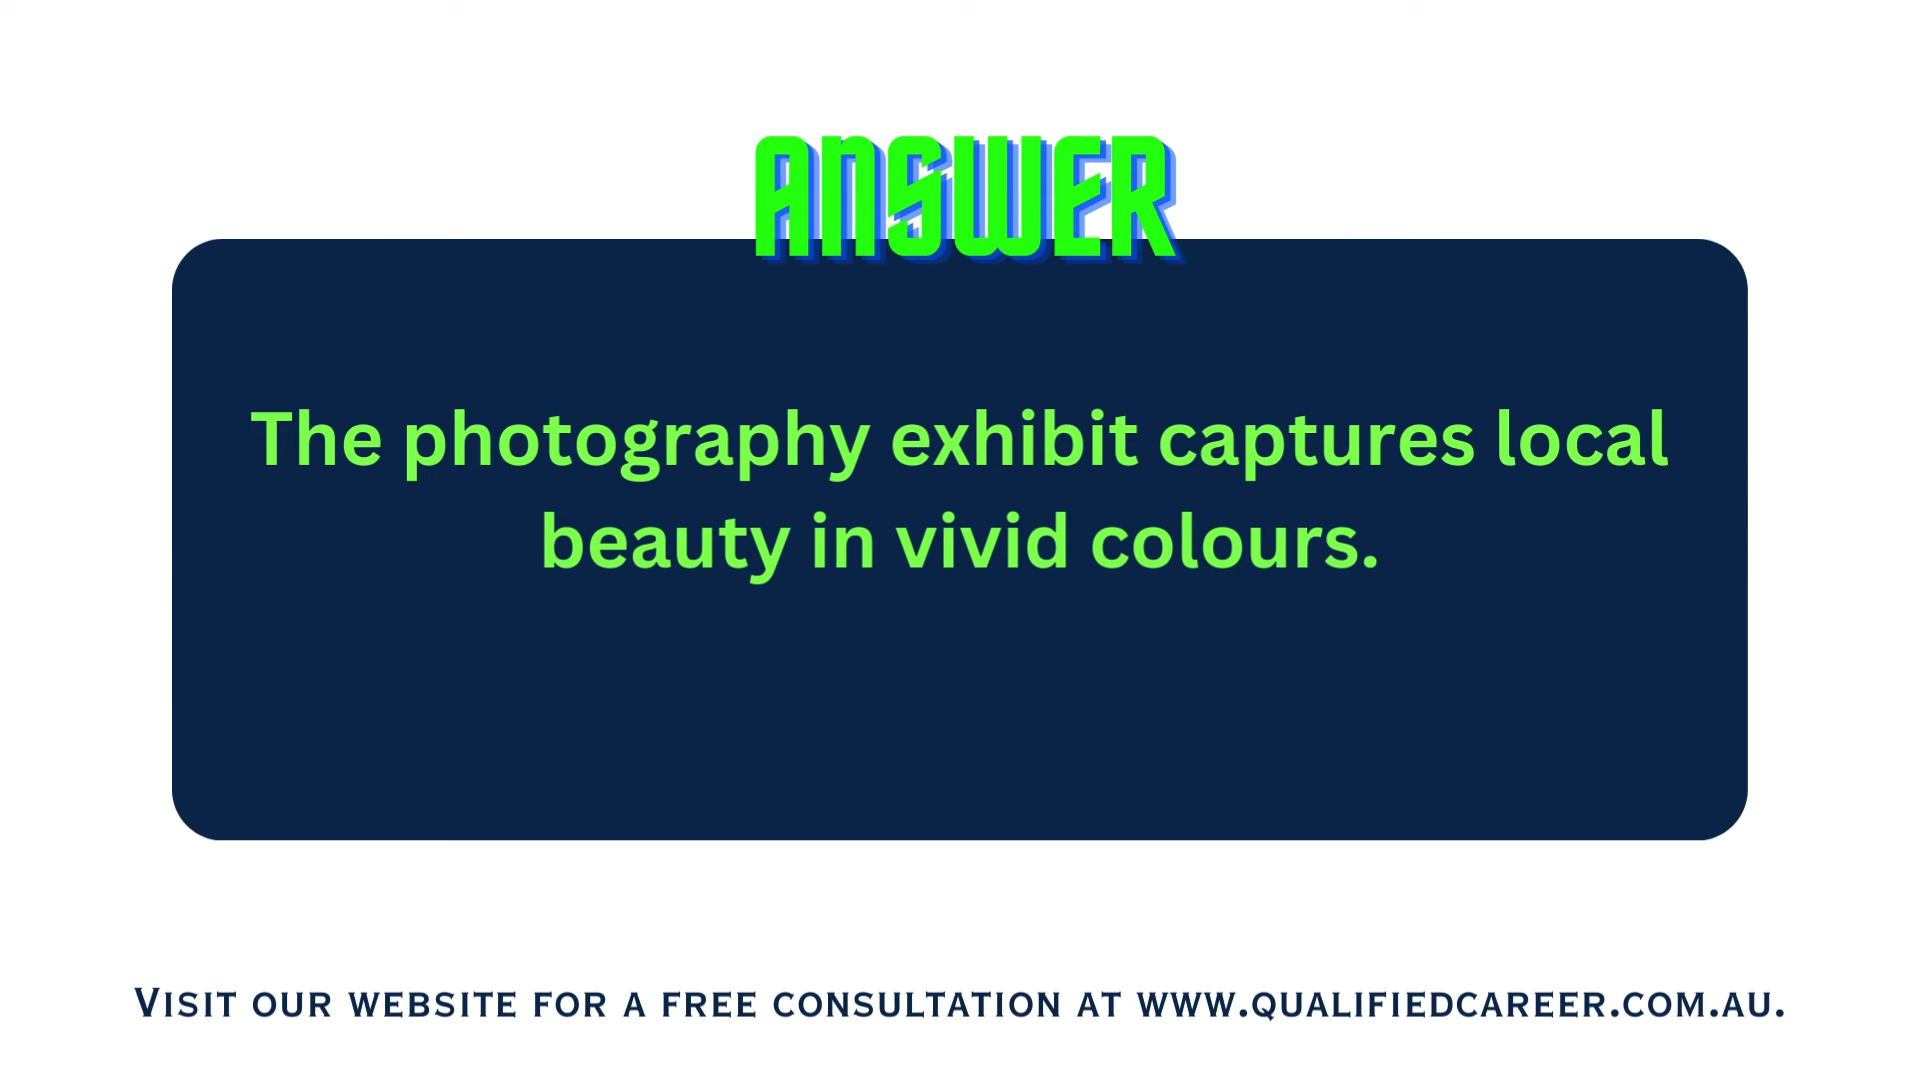 ANSWER
The photography exhibit captures local
beauty in vivid colours.
Visit our website for a free consultation at www.qualifiedcareer.com.au.